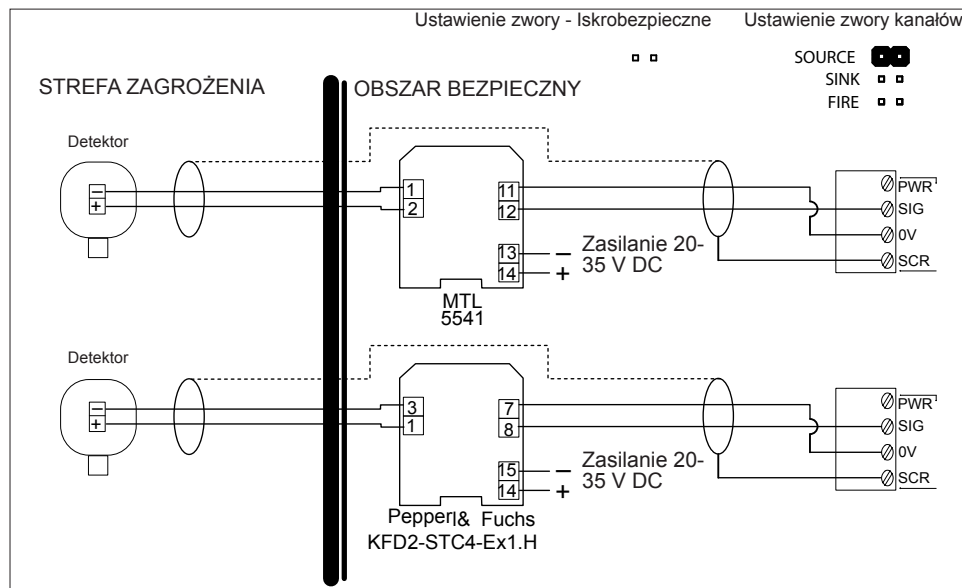 Ustawienie zwory - Iskrobezpieczne
Ustawienie zwory kanałów
SOURCE
SINK
FIRE
STREFA ZAGROŻENIA
OBSZAR BEZPIECZNY
Detektor
–
+
1
2
11
12
13
14
–
+
Zasilanie 20-
35 V DC
MTL
5541
PWR
SIG
0V
SCR
Detektor
–
+
3
1
7
8
15
14
–
+
Zasilanie 20-
35 V DC
Pepperl& Fuchs
KFD2-STC4-Ex1.H
PWR
SIG
0V
SCR